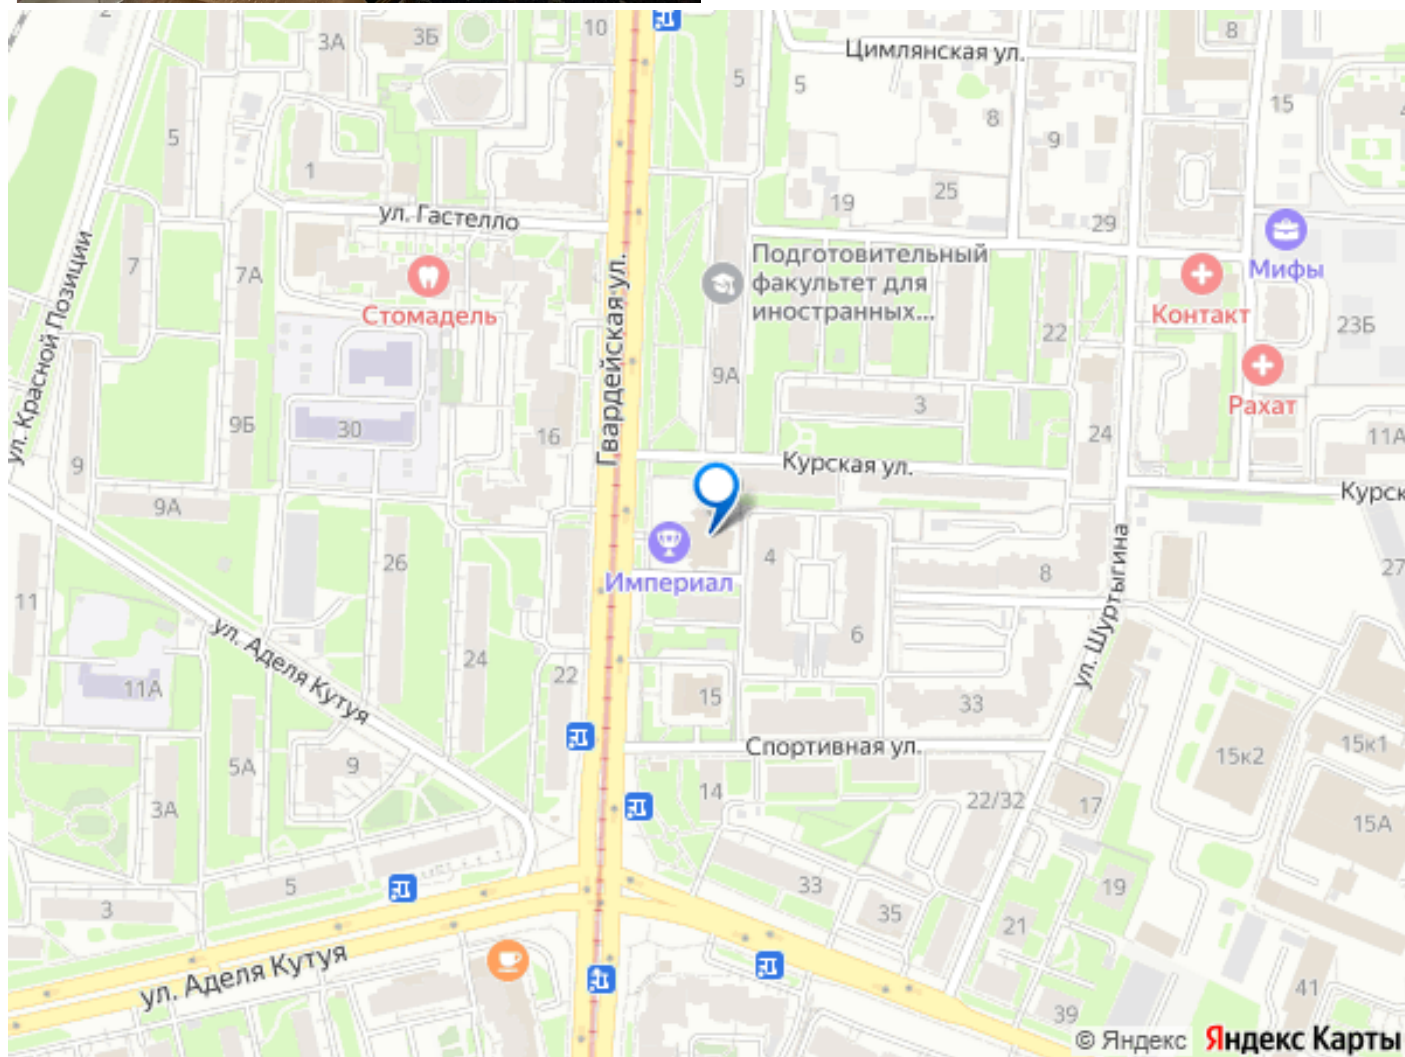 2
3А
3Б
10
8
Цимлянская ул.
5
5
5
15
8
9
4
1
ул. Гастелло
19
25
29
7
7А
Подготовительный
факультет для
иностранных...
Мифы
Стомадель
Контакт
22
23Б
ул. Красной Позиции
Гвардейская ул.
9А
Рахат
3
9Б
30
16
24
11А
9
Курская ул.
Курск
9А
26
Империал
4
8
27
11
ул. Аделя Кутуя
ул. Шуртыгина
6
24
22
11А
15
33
Спортивная ул.
15к1
15к2
5А
9
14
22/32
17
3А
15А
5
33
19
3
35
21
ул. Аделя Кутуя
41
39
© Яндекс Яндекс Карты